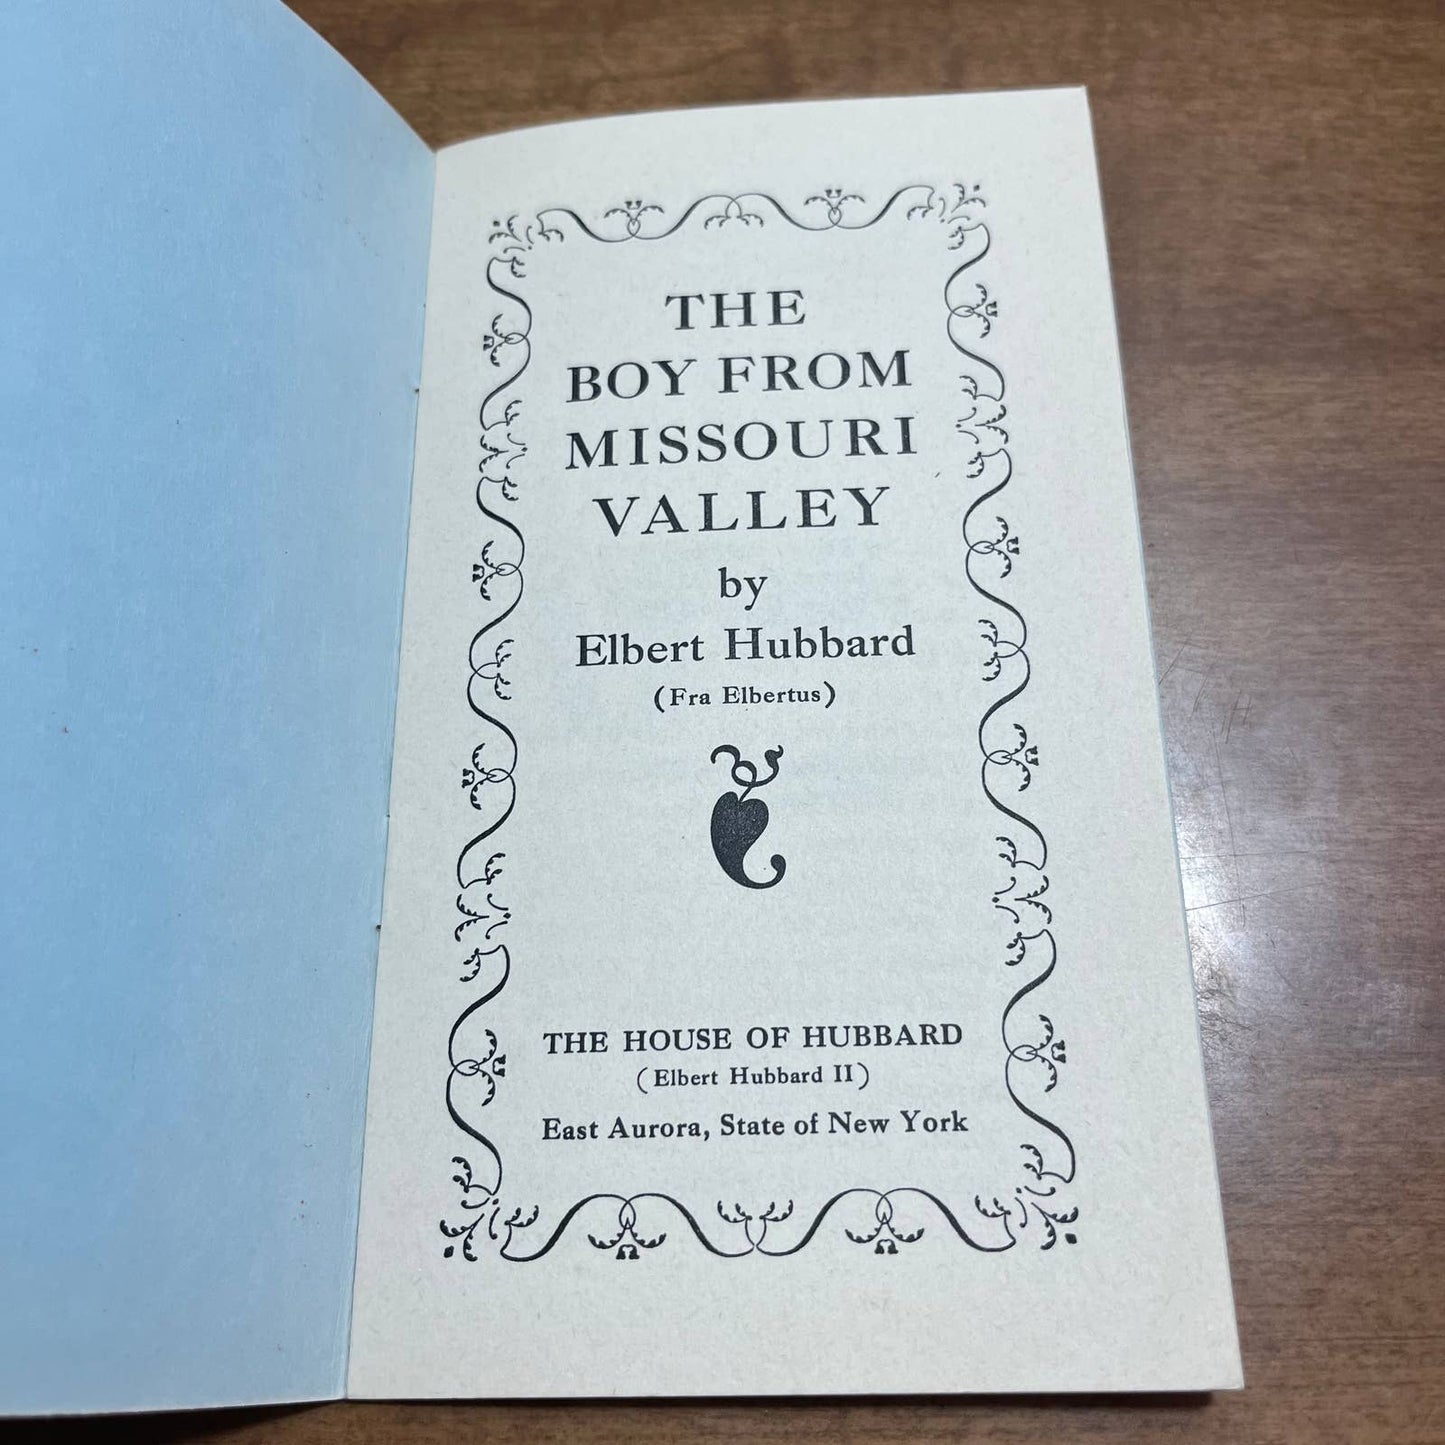 THE
BOY FROM
MISSOURI
VALLEY
by
Elbert Hubbard
(Fra Elbertus)
THE HOUSE OF HUBBARD
(Elbert Hubbard II)
East Aurora, State of New York